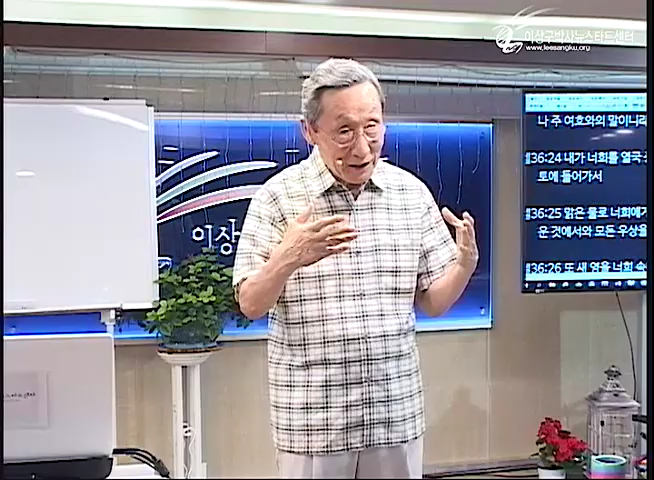 이상구박사뉴스타트센터
www.leesangku.org
나 주 여호와의 말이니라
36:24 내가 너희를 열국
토에 들어가서
36:25 맑은 물로 너희에게
운 것에서와 모든 우상을
36:26 또 새 영을 너희 속
이상